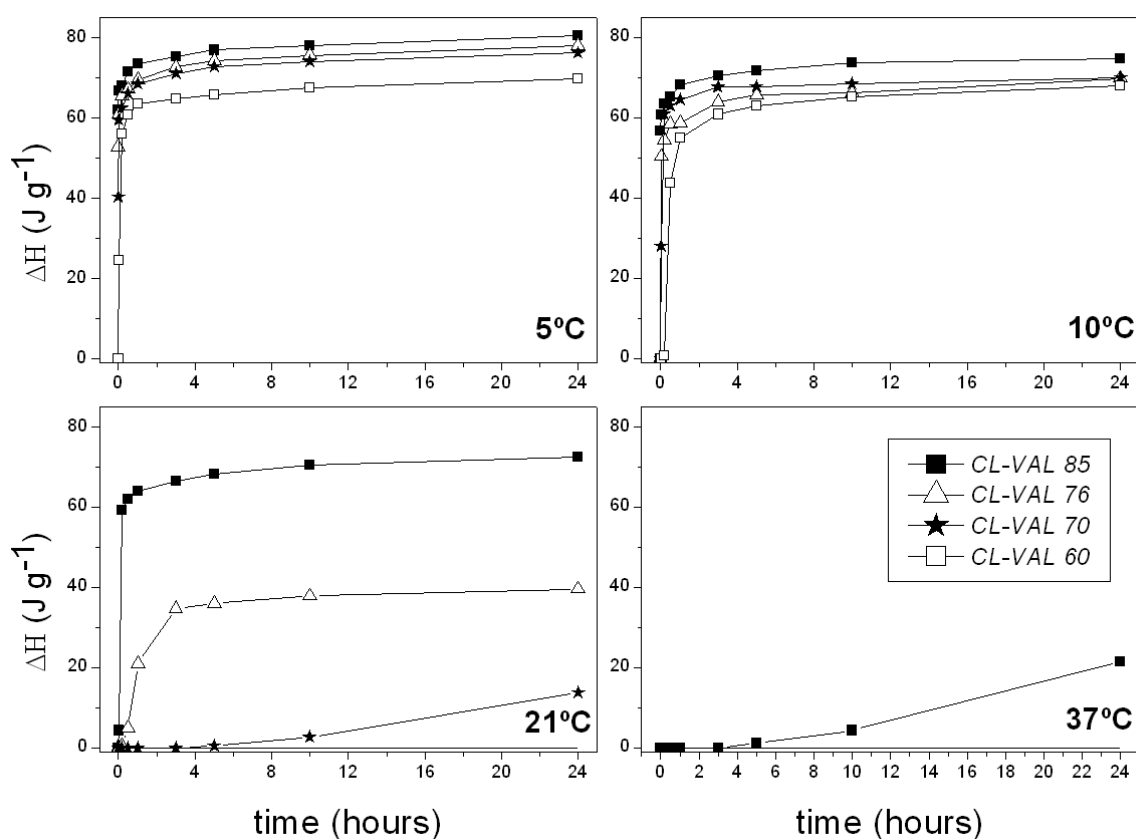 80
60
40
20
0
ΔH (J g⁻¹)
0 4 8 12 16 20 24
5ºC
80
60
40
20
0
0 4 8 12 16 20 24
10ºC
80
60
40
20
0
ΔH (J g⁻¹)
0 4 8 12 16 20 24
21ºC
time (hours)
80
60
40
20
0
CL-VAL 85
CL-VAL 76
CL-VAL 70
CL-VAL 60
0 2 4 6 8 10 12 14 16 18 20 22 24
37ºC
time (hours)